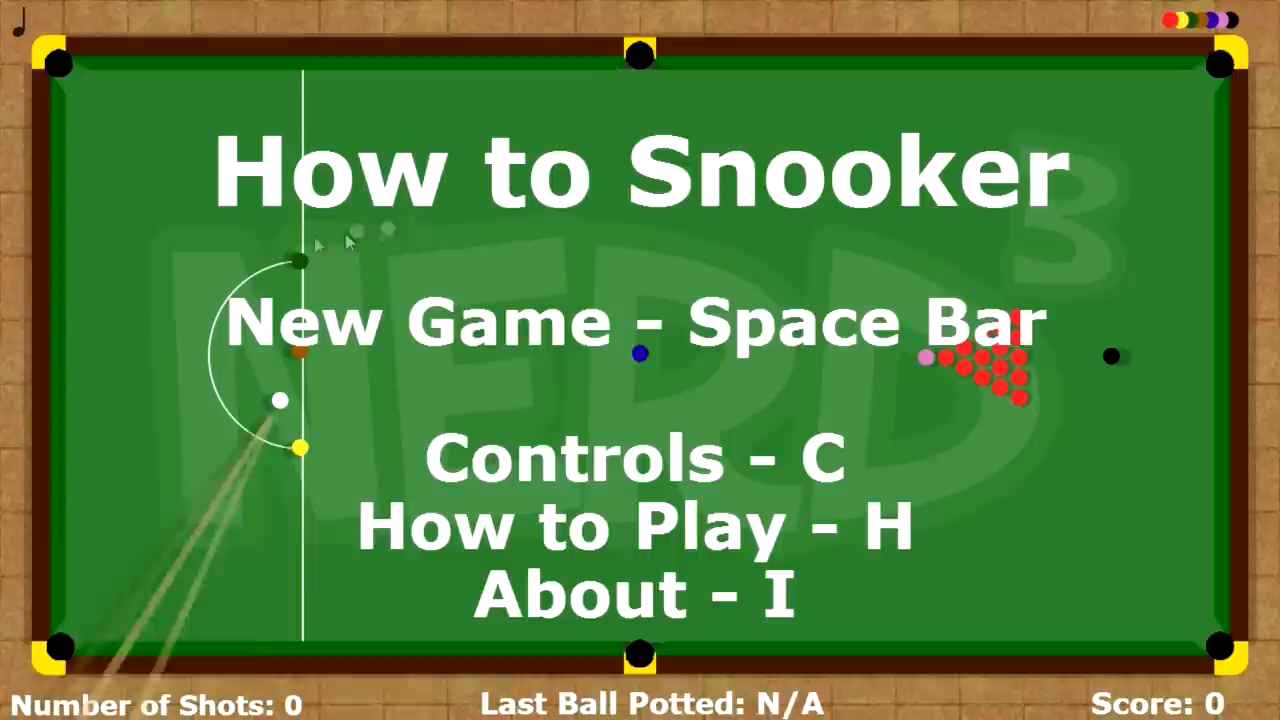 How to Snooker
NERD³
New Game - Space Bar
Controls - C
How to Play - H
About - I
Number of Shots: 0
Last Ball Potted: N/A
Score: 0